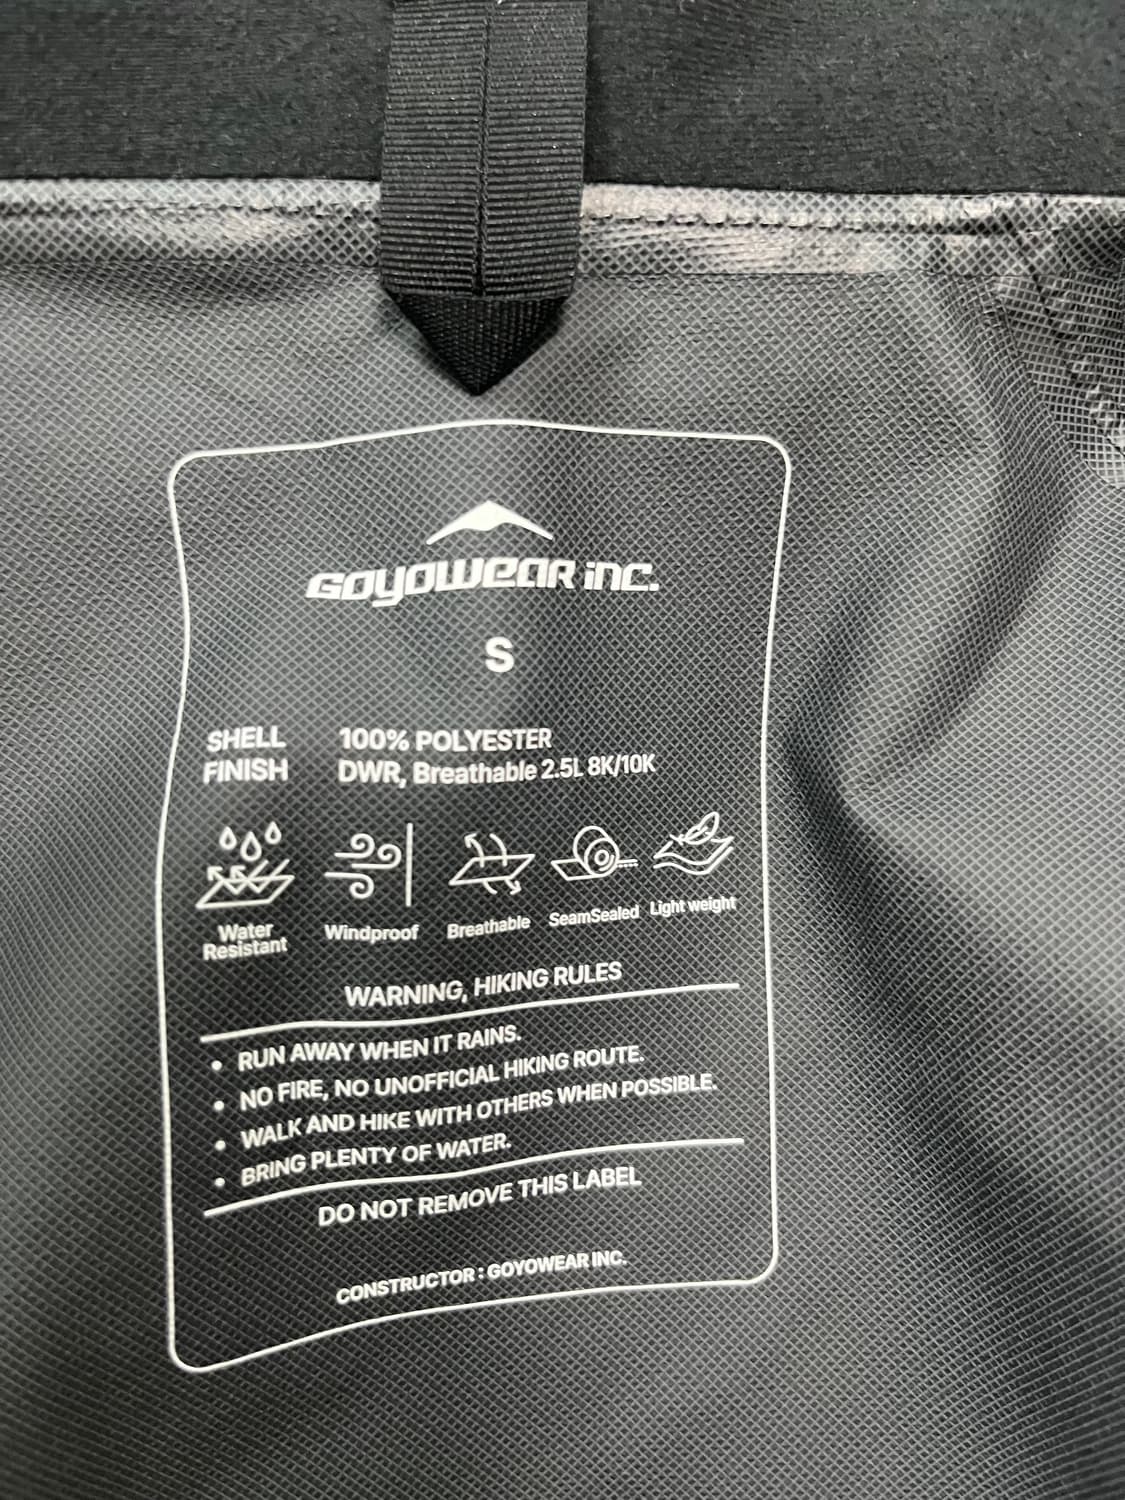 GOYOWEAR INC.
S
SHELL 100% POLYESTER
FINISH DWR, Breathable 2.5L 8K/10K
Water Resistant
Windproof
Breathable
SeamSealed
Light weight
WARNING, HIKING RULES
• RUN AWAY WHEN IT RAINS.
• NO FIRE, NO UNOFFICIAL HIKING ROUTE.
• WALK AND HIKE WITH OTHERS WHEN POSSIBLE.
• BRING PLENTY OF WATER.
DO NOT REMOVE THIS LABEL
CONSTRUCTOR : GOYOWEAR INC.